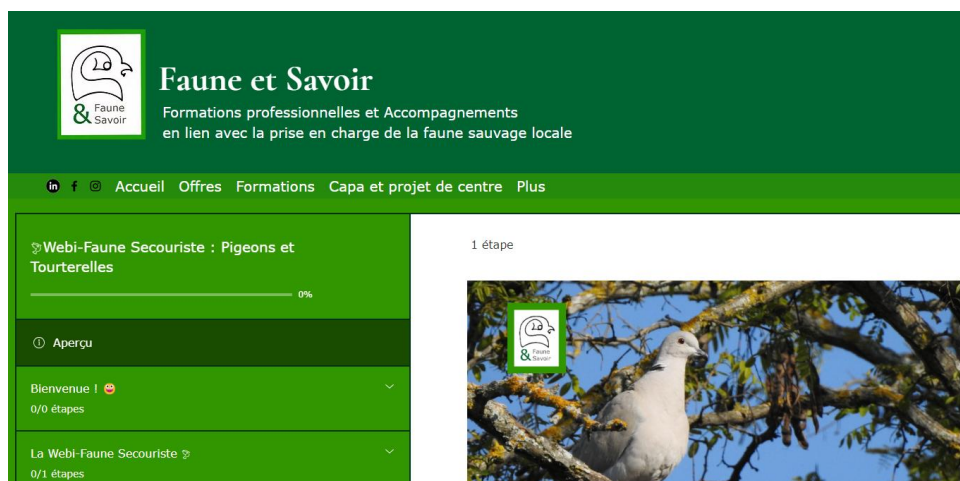 & Faune
Savoir
Faune et Savoir
Formations professionnelles et Accompagnements
en lien avec la prise en charge de la faune sauvage locale
Accueil Offres Formations Capa et projet de centre Plus
Webi-Faune Secouriste : Pigeons et
Tourterelles
0%
Aperçu
Bienvenue !
0/0 étapes
La Webi-Faune Secouriste
0/1 étapes
1 étape
& Faune
Savoir